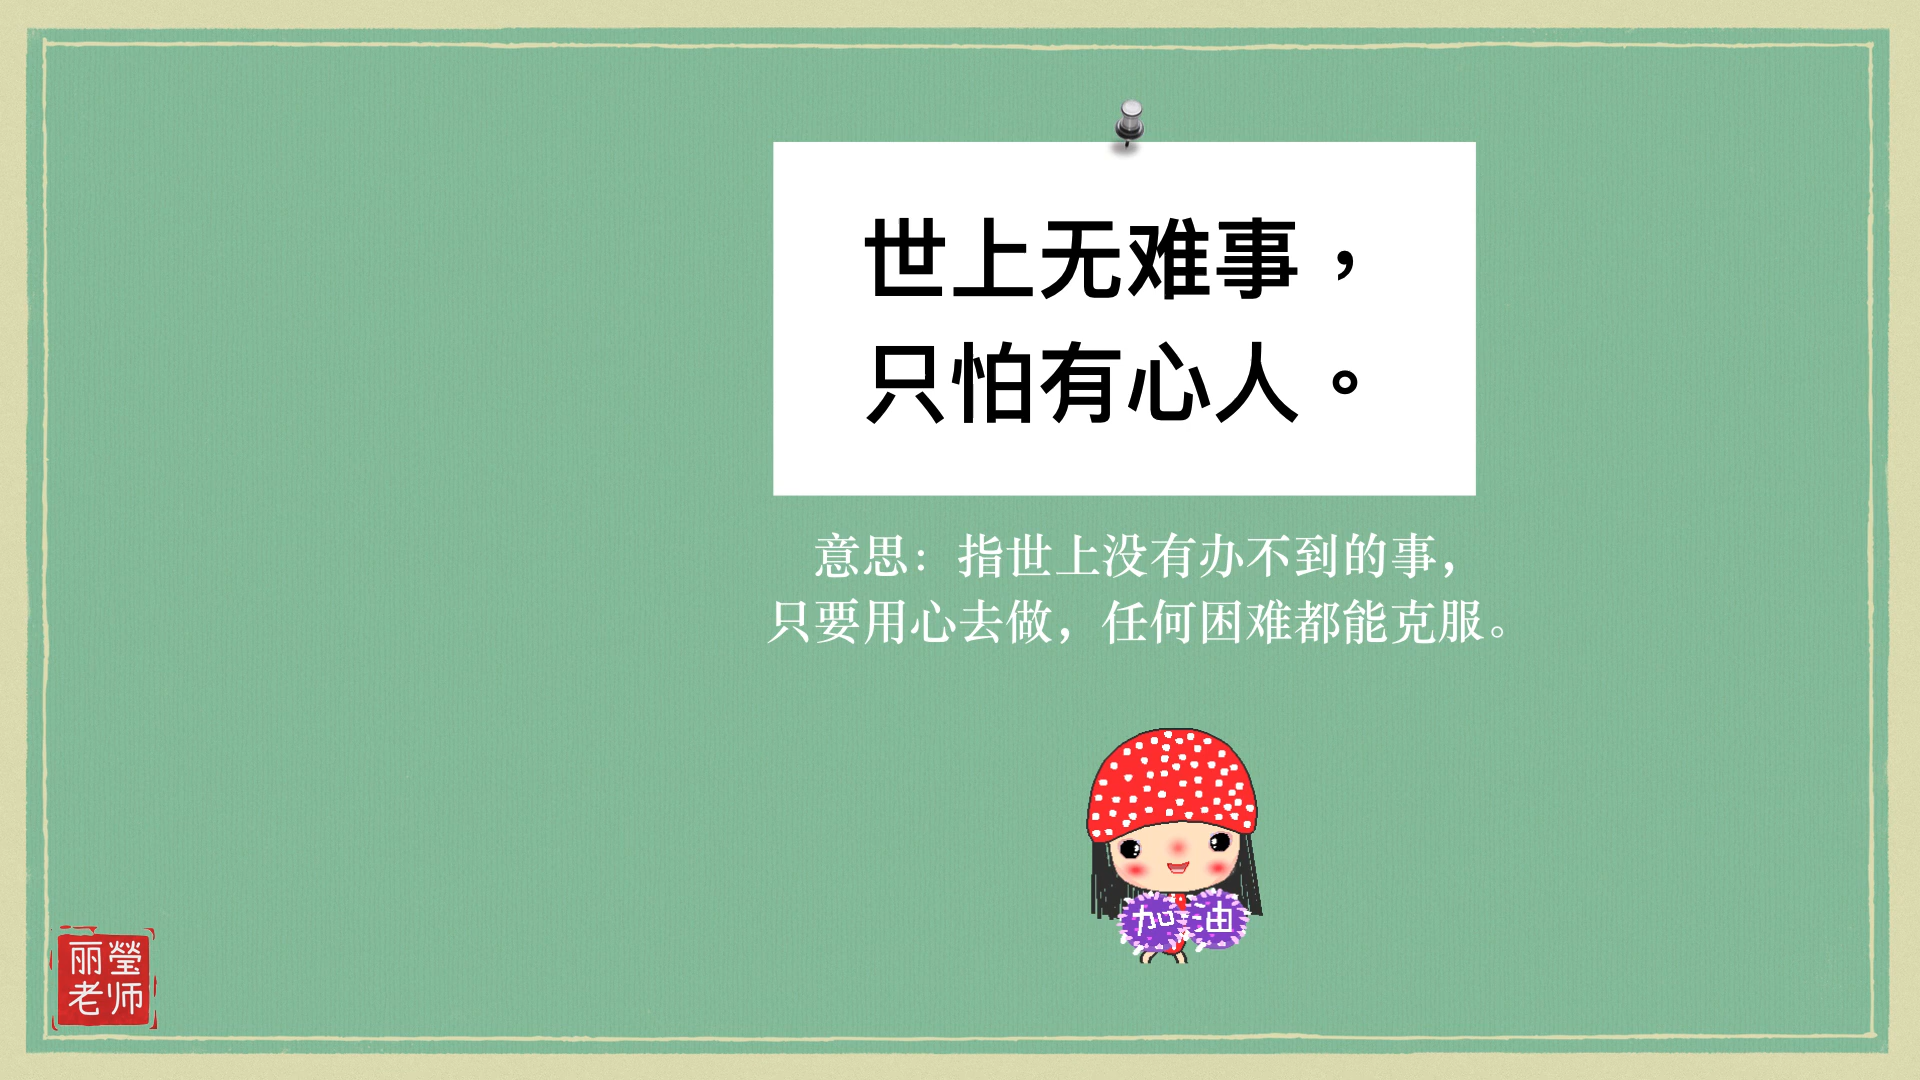 世上无难事，
只怕有心人。
意思：指世上没有办不到的事，
只要用心去做，任何困难都能克服。
加油
丽瑩
老师